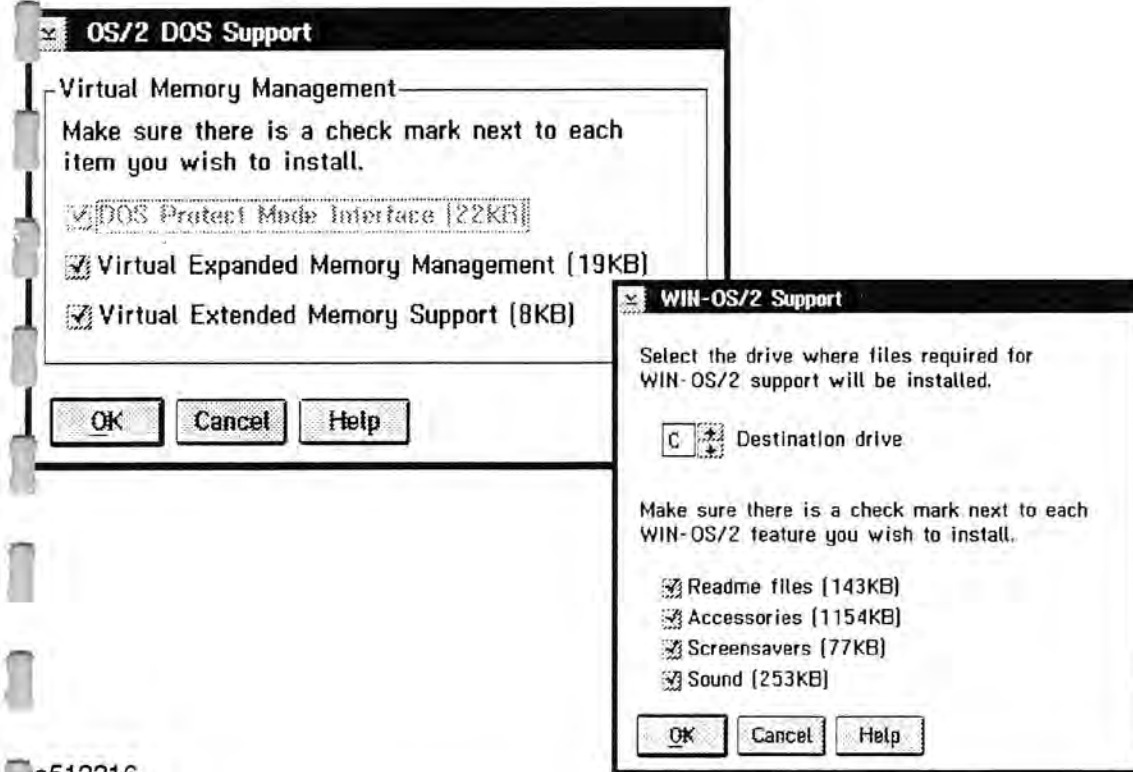 OS/2 DOS Support
Virtual Memory Management
Make sure there is a check mark next to each
item you wish to install.
DOS Protect Mode Interface (22KB)
Virtual Expanded Memory Management (19KB)
Virtual Extended Memory Support (8KB)
OK Cancel Help
WIN-OS/2 Support
Select the drive where files required for
WIN-OS/2 support will be installed.
C Destination drive
Make sure there is a check mark next to each
WIN-OS/2 feature you wish to install.
Readme files (143KB)
Accessories (1154KB)
Screensavers (77KB)
Sound (253KB)
OK Cancel Help